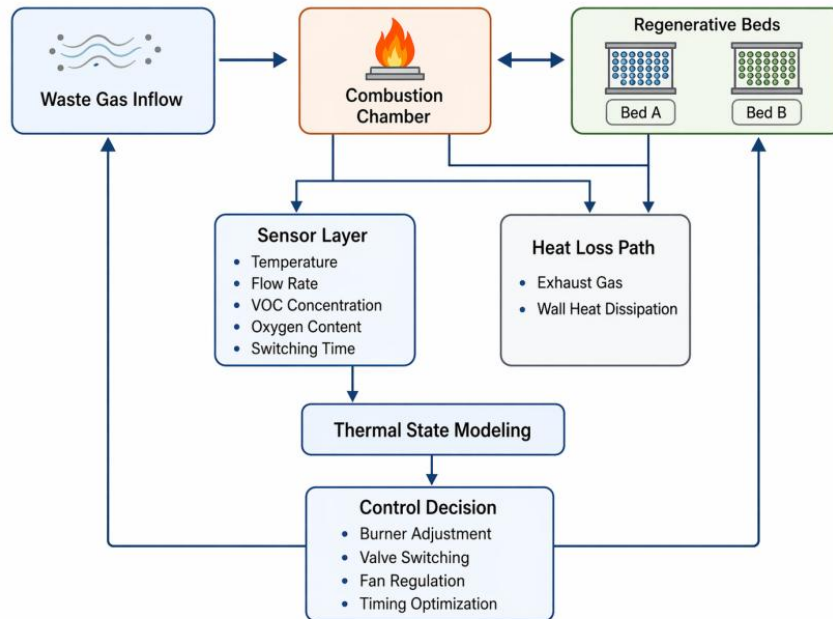 Waste Gas Inflow
Combustion
Chamber
Regenerative Beds
Bed A
Bed B
Sensor Layer
• Temperature
• Flow Rate
• VOC Concentration
• Oxygen Content
• Switching Time
Heat Loss Path
• Exhaust Gas
• Wall Heat Dissipation
Thermal State Modeling
Control Decision
• Burner Adjustment
• Valve Switching
• Fan Regulation
• Timing Optimization